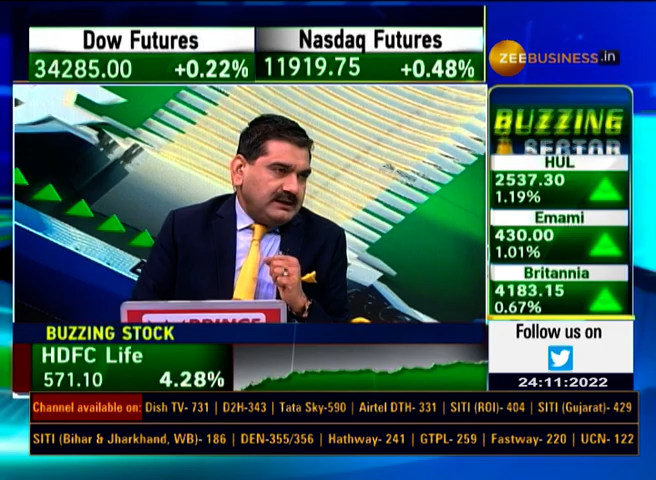 Dow Futures
34285.00 +0.22%
Nasdaq Futures
11919.75 +0.48%
ZEEBUSINESS.in
BUZZING
SECTOR
HUL
2537.30
1.19%
Emami
430.00
1.01%
Britannia
4183.15
0.67%
PRINCE
BUZZING STOCK
HDFC Life
571.10 4.28%
Follow us on
24:11:2022
Channel available on: Dish TV- 731 | D2H-343 | Tata Sky-590 | Airtel DTH- 331 | SITI (ROI)- 404 | SITI (Gujarat)- 429
SITI (Bihar & Jharkhand, WB)- 186 | DEN-355/356 | Hathway- 241 | GTPL- 259 | Fastway- 220 | UCN- 122